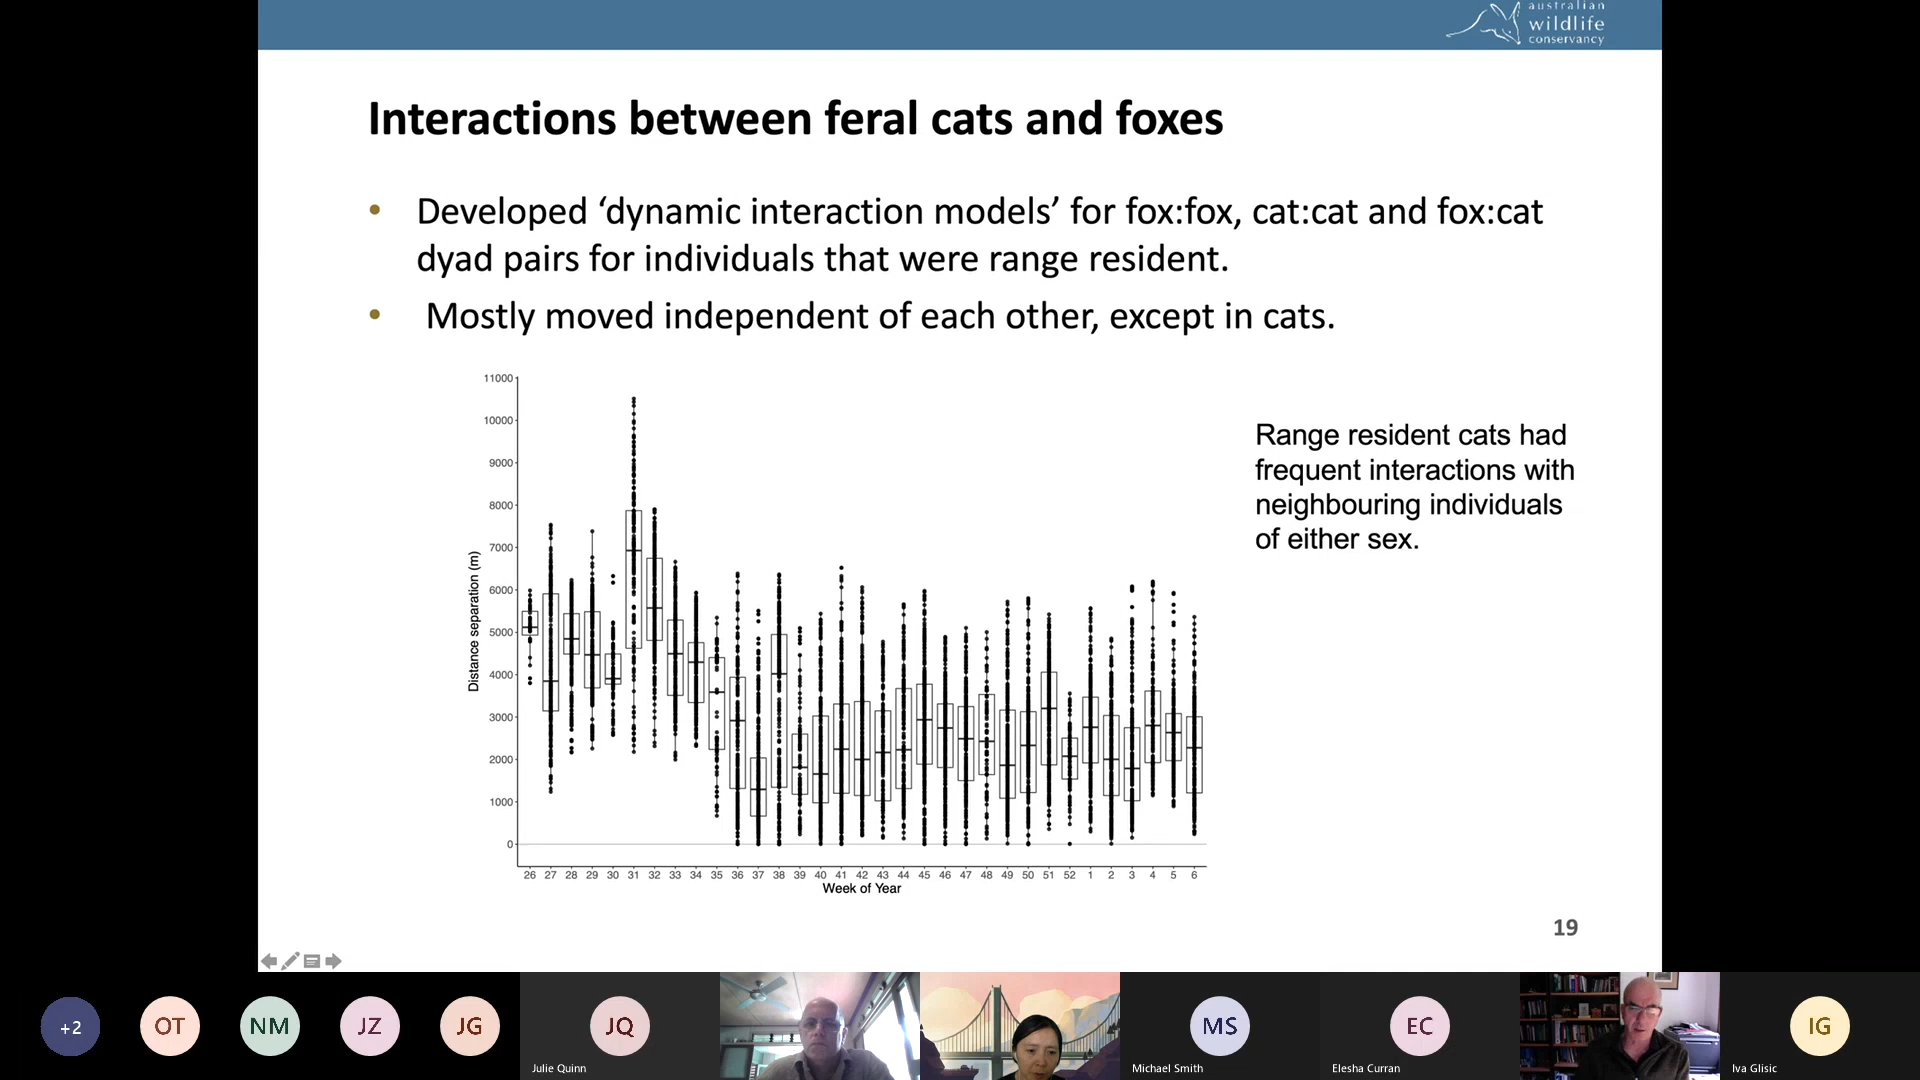 australian
wildlife
conservancy
Interactions between feral cats and foxes
• Developed ‘dynamic interaction models’ for fox:fox, cat:cat and fox:cat
dyad pairs for individuals that were range resident.
• Mostly moved independent of each other, except in cats.
11000
10000
9000
8000
7000
6000
5000
4000
3000
2000
1000
0
Distance separation (m)
26 27 28 29 30 31 32 33 34 35 36 37 38 39 40 41 42 43 44 45 46 47 48 49 50 51 52 1 2 3 4 5 6
Week of Year
Range resident cats had
frequent interactions with
neighbouring individuals
of either sex.
19
+2 OT NM JZ JG JQ MS EC IG
Julie Quinn Michael Smith Elesha Curran Iva Glisic